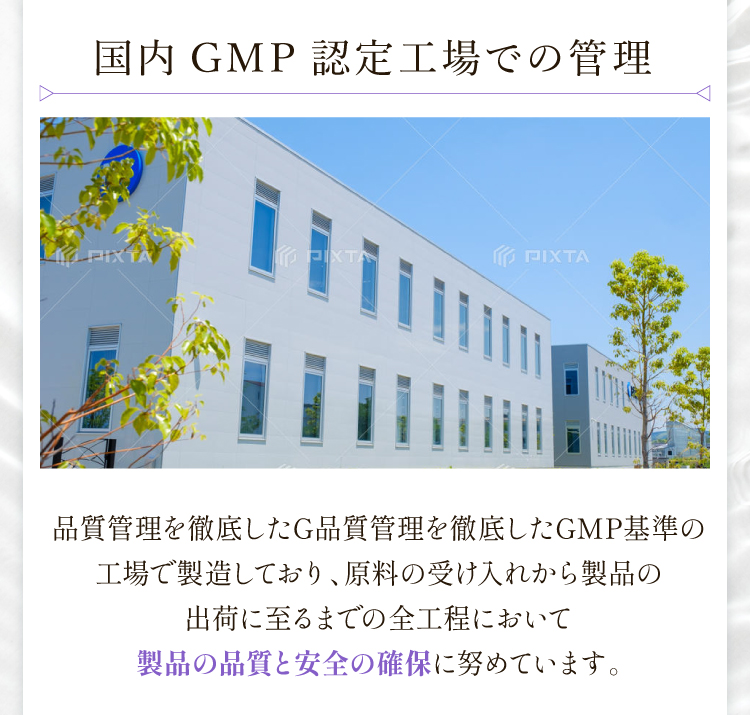 国内GMP認定工場での管理
PIXTA PIXTA PIXTA
品質管理を徹底したG品質管理を徹底したGMP基準の
工場で製造しており、原料の受け入れから製品の
出荷に至るまでの全工程において
製品の品質と安全の確保に努めています。